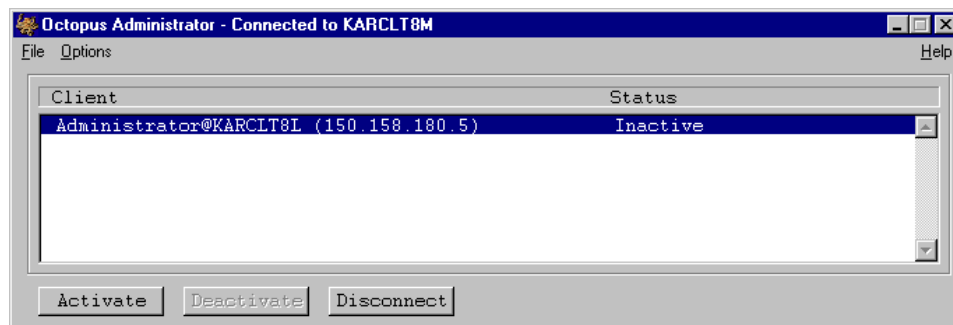 Octopus Administrator - Connected to KARCLT8M
File Options Help
Client Status
Administrator@KARCLT8L (150.158.180.5) Inactive
Activate Deactivate Disconnect